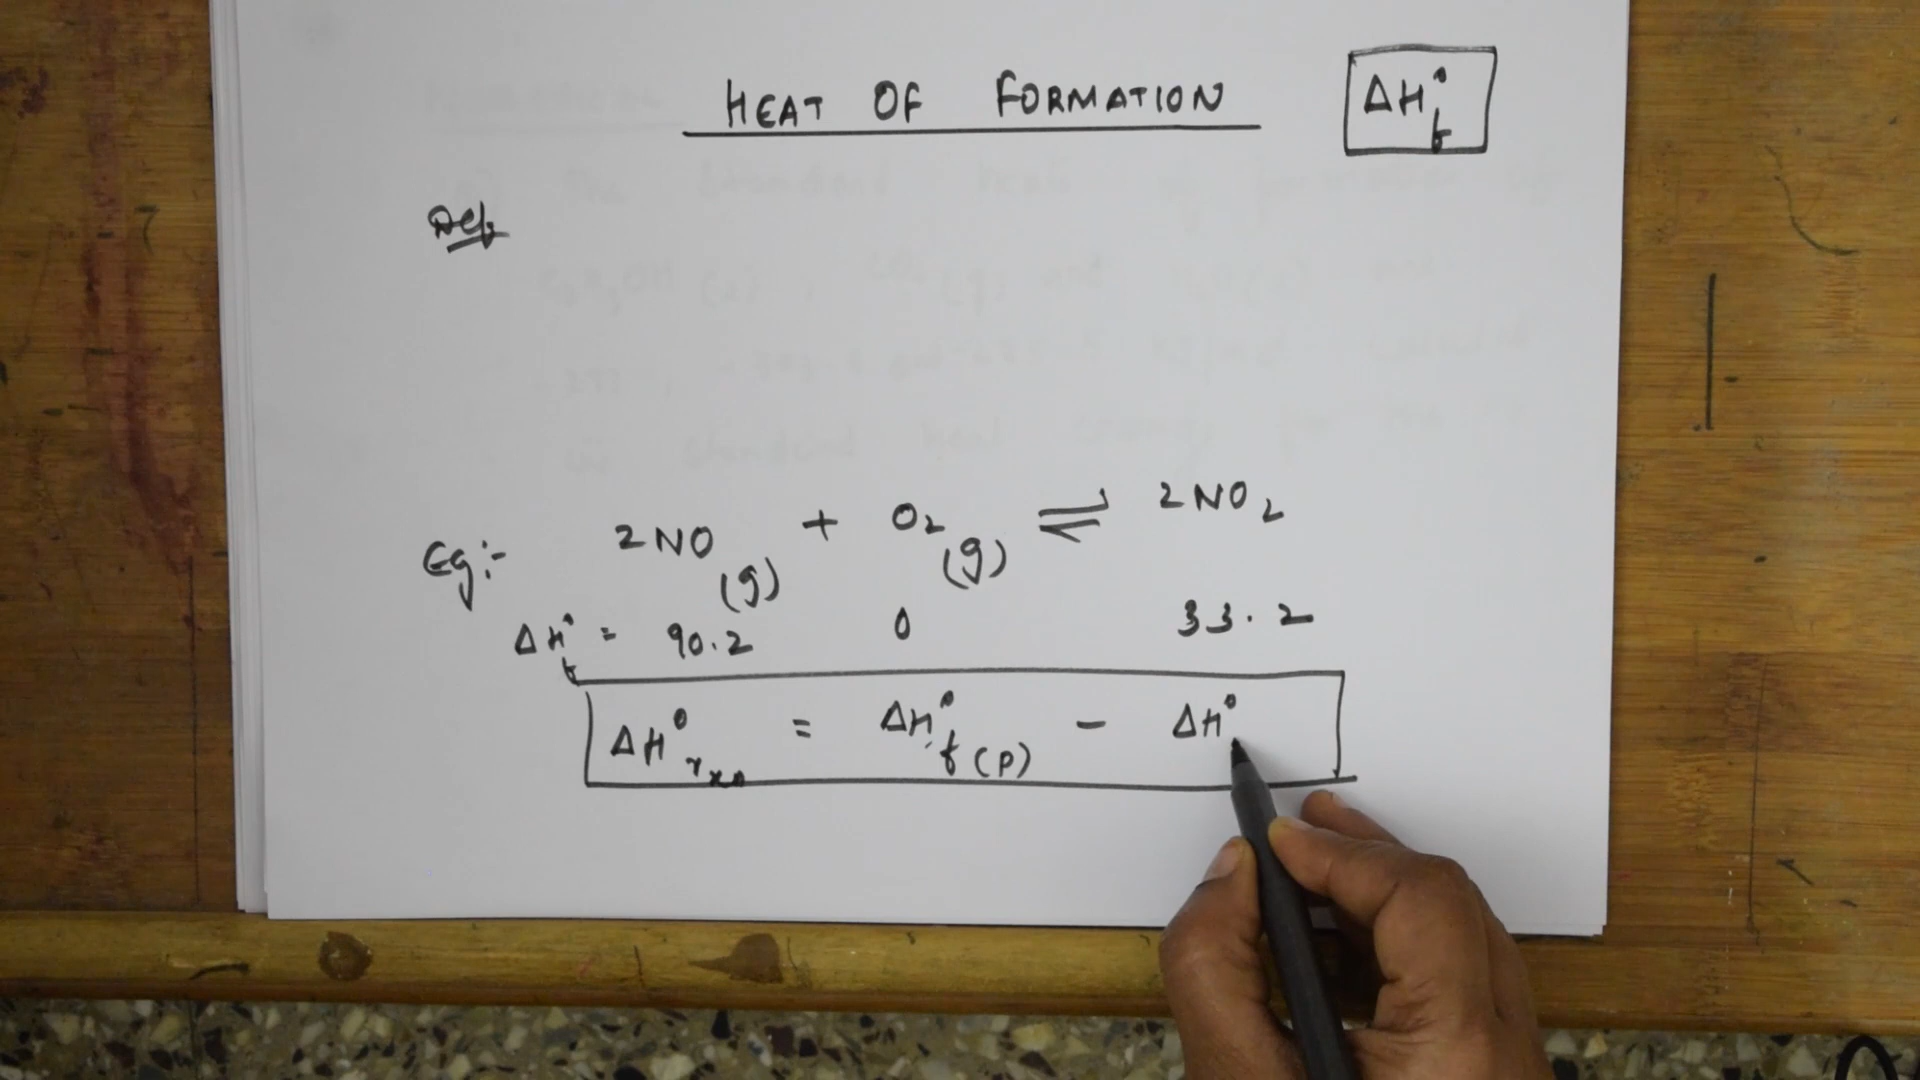 HEAT OF FORMATION ΔH°f
Def
Eg:- 2NO(g) + O₂(g) ⇌ 2NO₂
ΔH°f = 90.2 0 33.2
ΔH°rxn = ΔH°f(P) - ΔH°